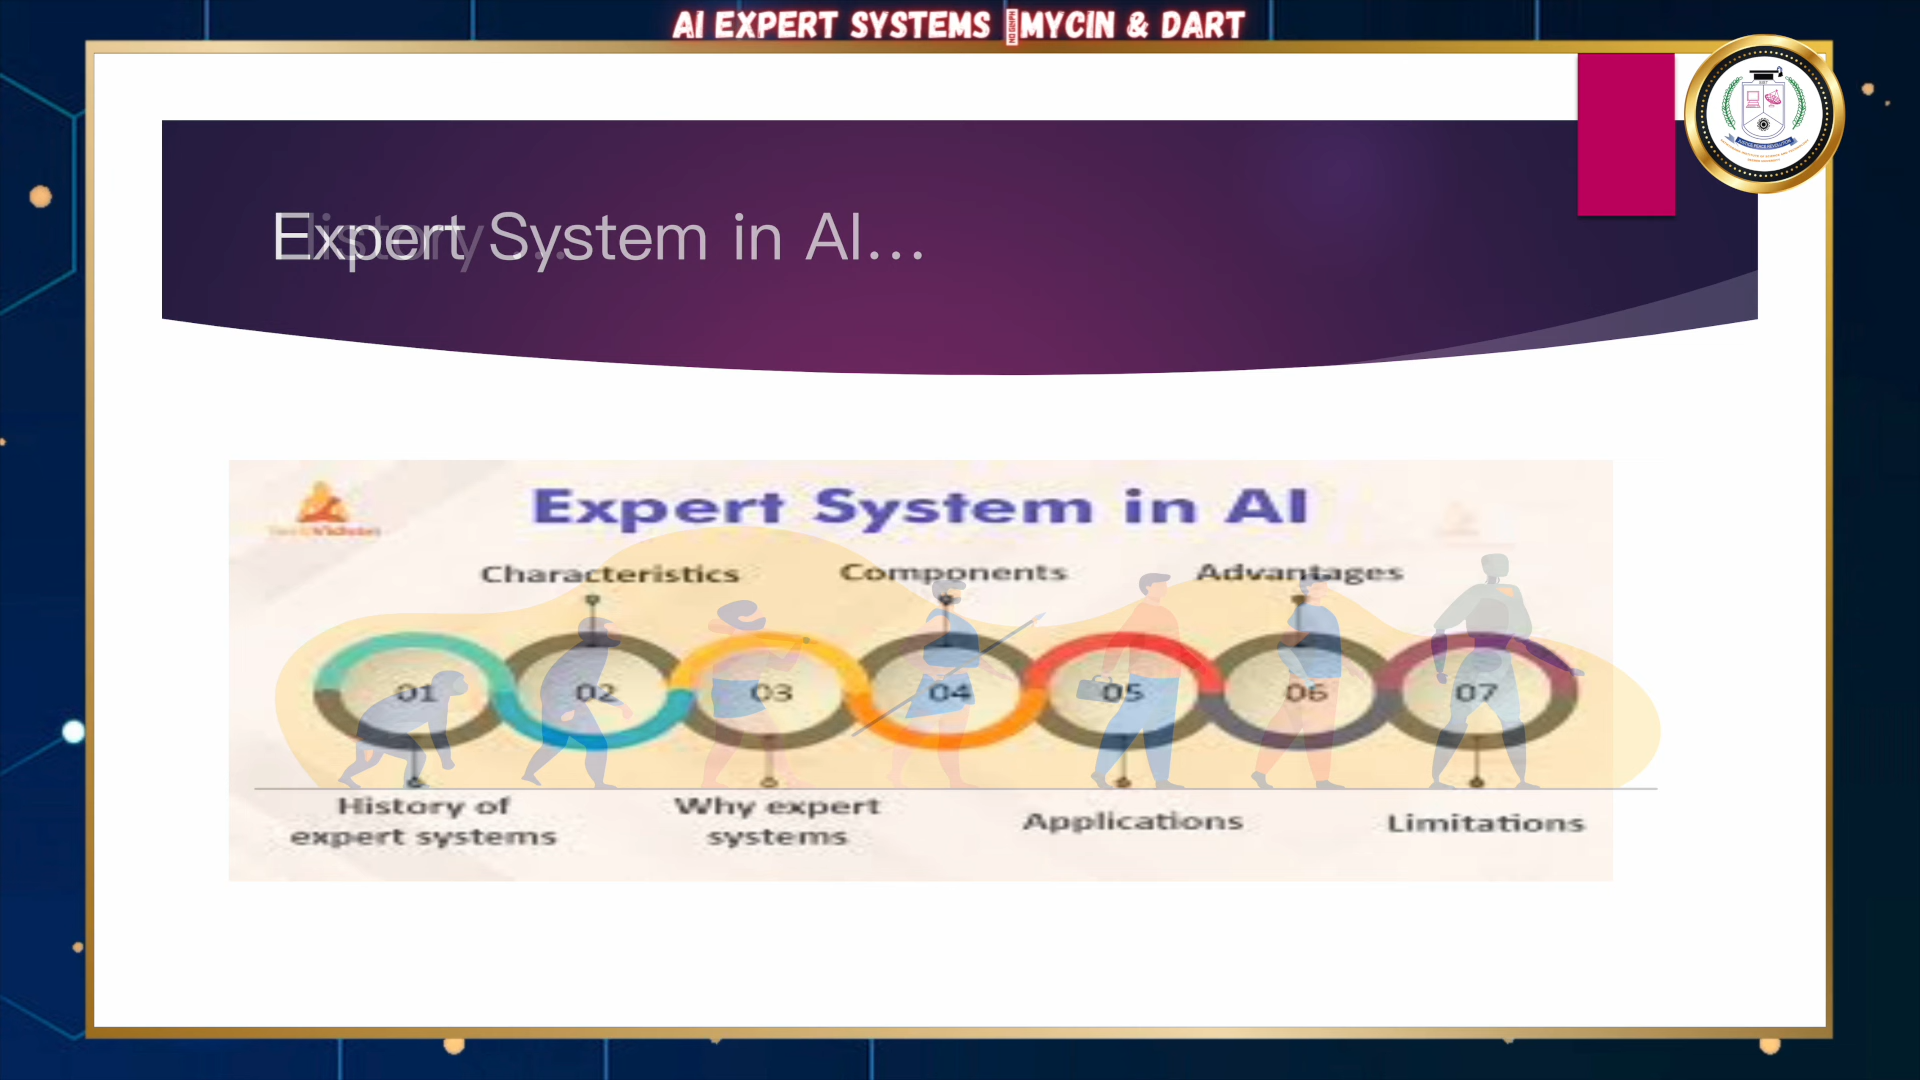 AI EXPERT SYSTEMS MYCIN & DART
Expert System in AI...
History...
Expert System in AI
Characteristics
Components
Advantages
01
02
03
04
05
06
07
History of
expert systems
Why expert
systems
Applications
Limitations